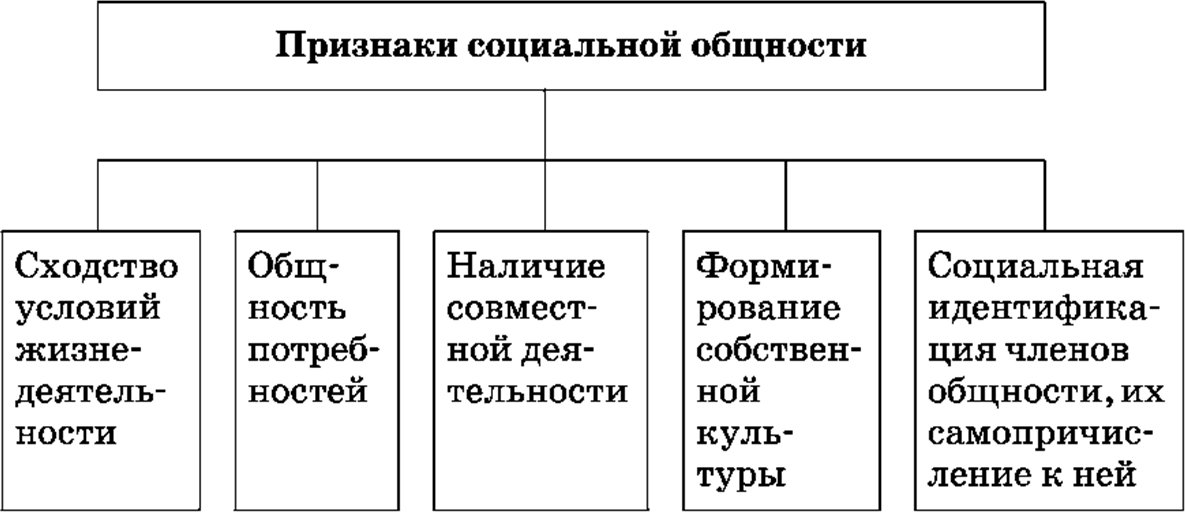 Признаки социальной общности
Сходство
условий
жизне-
деятель-
ности
Общ-
ность
потреб-
ностей
Наличие
совмест-
ной дея-
тельности
Форми-
рование
собствен-
ной
куль-
туры
Социальная
идентифика-
ция членов
общности, их
самопричис-
ление к ней